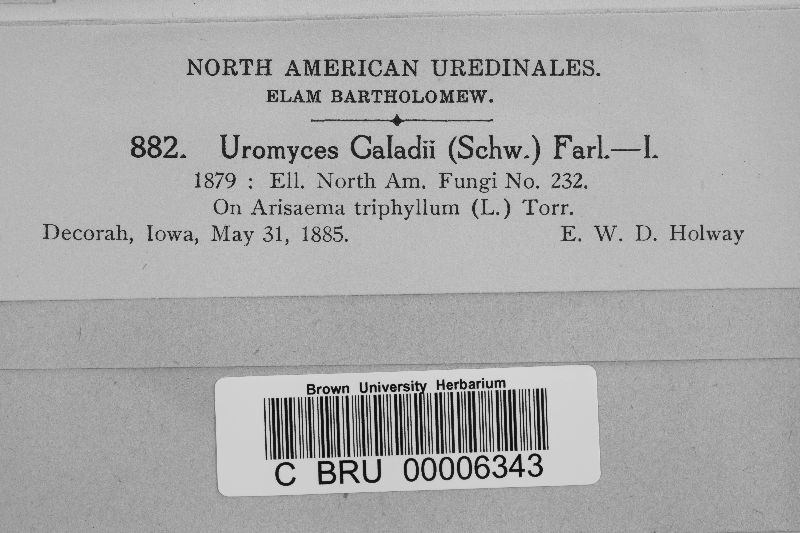 NORTH AMERICAN UREDINALES.
ELAM BARTHOLOMEW.
882. Uromyces Caladii (Schw.) Farl.—I.
1879 : Ell. North Am. Fungi No. 232.
On Arisaema triphyllum (L.) Torr.
Decorah, Iowa, May 31, 1885. E. W. D. Holway
Brown University Herbarium
C BRU 00006343